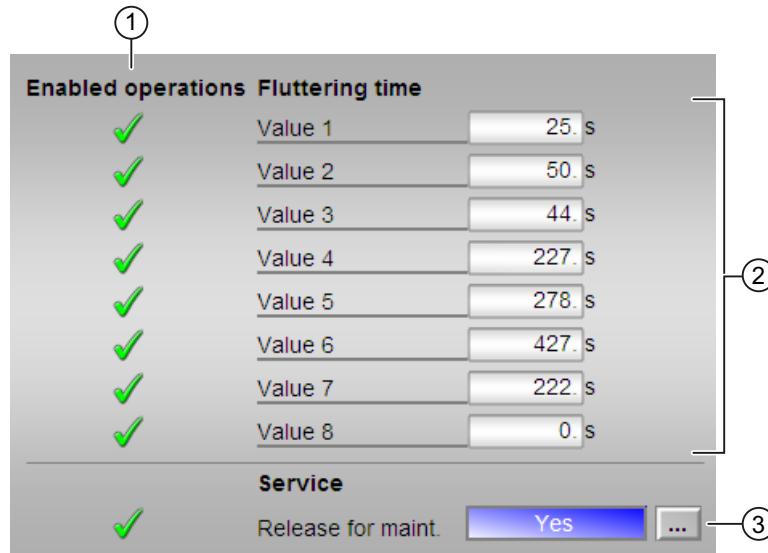 1
Enabled operations Fluttering time
Value 1 25. s
Value 2 50. s
Value 3 44. s
Value 4 227. s
Value 5 278. s
Value 6 427. s
Value 7 222. s
Value 8 0. s
2
Service
Release for maint. Yes ...
3